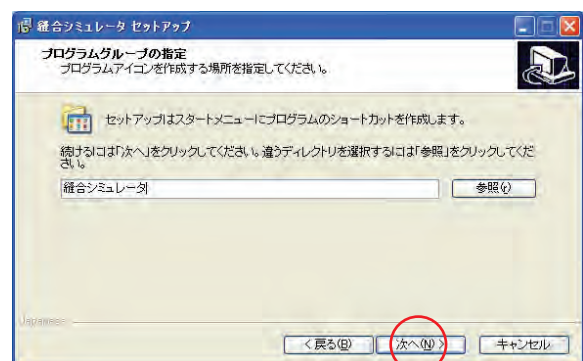 縫合シミュレータ セットアップ
プログラムグループの指定
プログラムアイコンを作成する場所を指定してください。
セットアップはスタートメニューにプログラムのショートカットを作成します。
続けるには「次へ」をクリックしてください。違うディレクトリを選択するには「参照」をクリックしてくだ
さい。
縫合シミュレータ
参照(r)
Japanese
< 戻る(B)
次へ(N) >
キャンセル